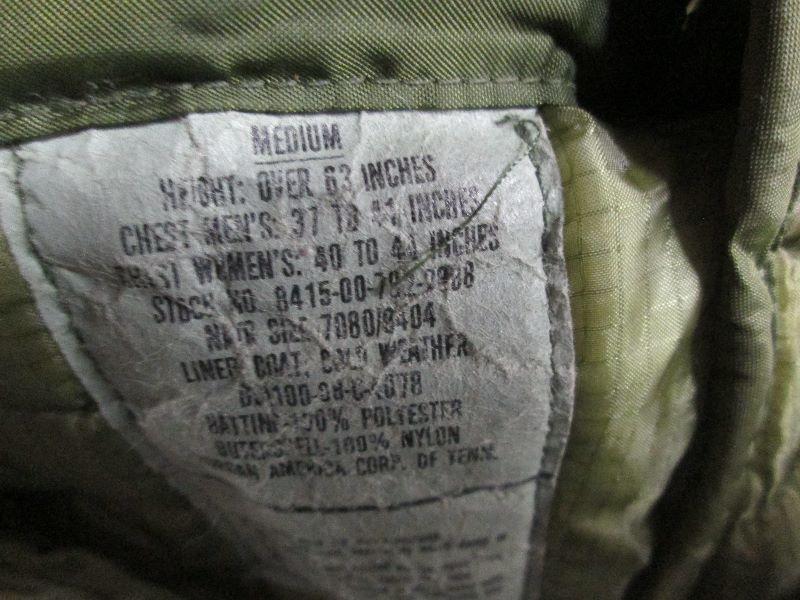 MEDIUM
HEIGHT: OVER 63 INCHES
CHEST MEN'S: 37 TO 41 INCHES
CHEST WOMEN'S: 40 TO 44 INCHES
STOCK NO. 8415-00-782-2888
NATO SIZE 7080/9404
LINER COAT: COLD WEATHER
BATTING-100% POLYESTER
OUTERSHELL-100% NYLON
AMERICA CORP. OF TENN.